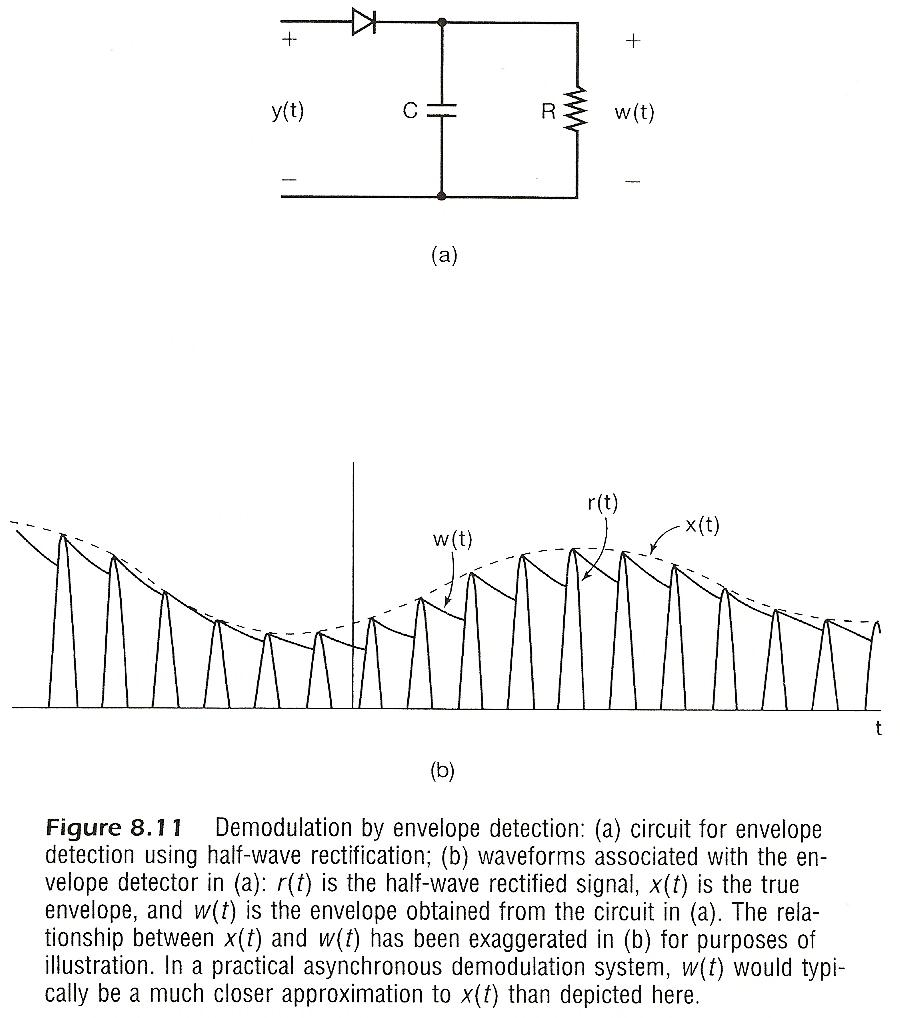 + +
y(t) C R w(t)
− −
(a)
r(t)
x(t)
w(t)
t
(b)
Figure 8.11 Demodulation by envelope detection: (a) circuit for envelope
detection using half-wave rectification; (b) waveforms associated with the en-
velope detector in (a): r(t) is the half-wave rectified signal, x(t) is the true
envelope, and w(t) is the envelope obtained from the circuit in (a). The rela-
tionship between x(t) and w(t) has been exaggerated in (b) for purposes of
illustration. In a practical asynchronous demodulation system, w(t) would typi-
cally be a much closer approximation to x(t) than depicted here.